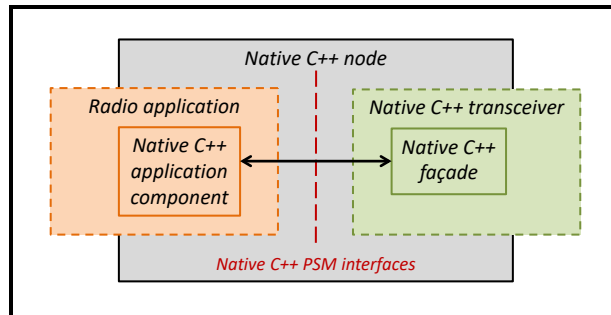 Native C++ node
Radio application
Native C++ transceiver
Native C++
application
component
Native C++
façade
Native C++ PSM interfaces